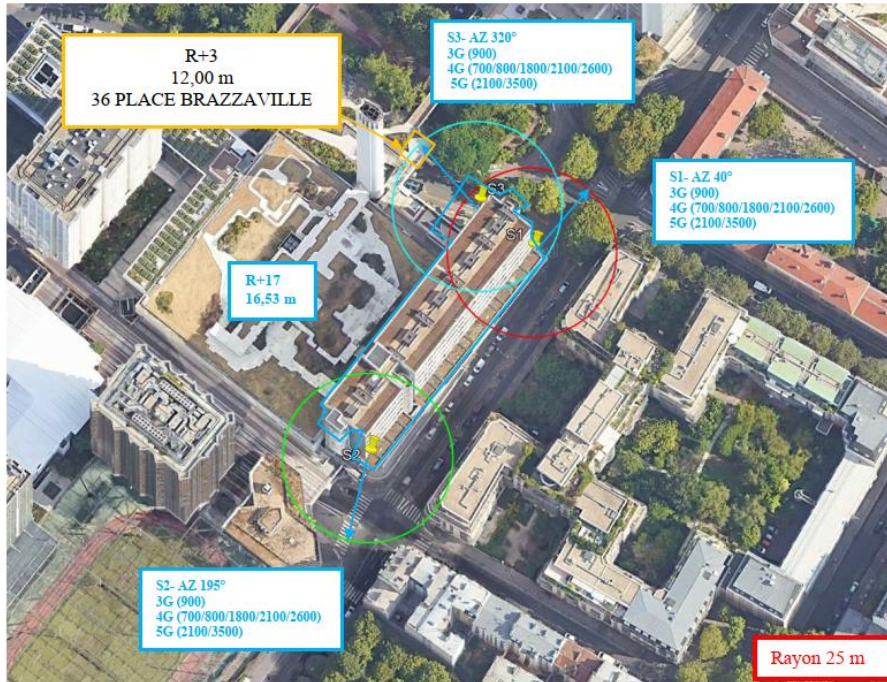 R+3
12,00 m
36 PLACE BRAZZAVILLE
S3- AZ 320°
3G (900)
4G (700/800/1800/2100/2600)
5G (2100/3500)
S3
S1- AZ 40°
3G (900)
4G (700/800/1800/2100/2600)
5G (2100/3500)
S1
R+17
16,53 m
S2
S2- AZ 195°
3G (900)
4G (700/800/1800/2100/2600)
5G (2100/3500)
Rayon 25 m